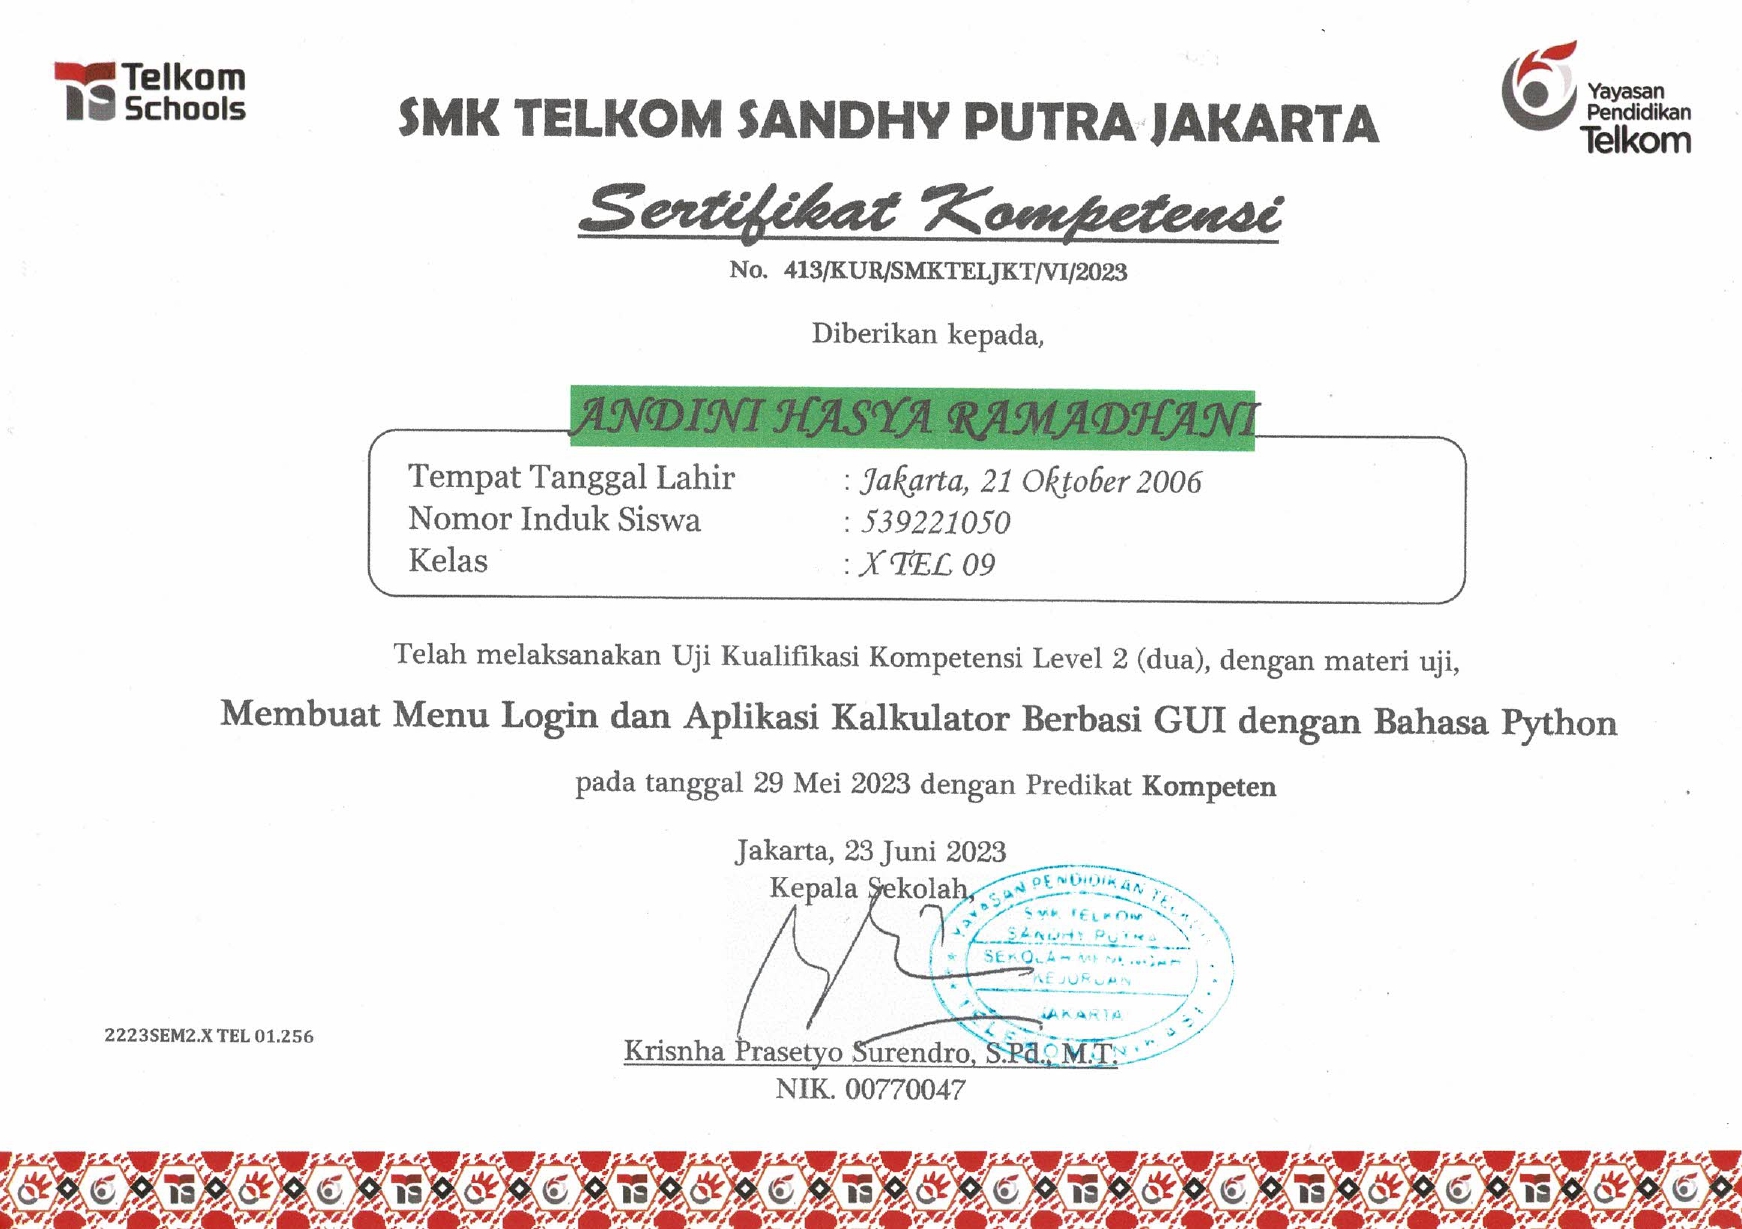 Telkom
Schools
Yayasan
Pendidikan
Telkom
SMK TELKOM SANDHY PUTRA JAKARTA
Sertifikat Kompetensi
No. 413/KUR/SMKTELJKT/VI/2023
Diberikan kepada,
ANDINI HASYA RAMADHANI
Tempat Tanggal Lahir : Jakarta, 21 Oktober 2006
Nomor Induk Siswa : 539221050
Kelas : X TEL 09
Telah melaksanakan Uji Kualifikasi Kompetensi Level 2 (dua), dengan materi uji,
Membuat Menu Login dan Aplikasi Kalkulator Berbasi GUI dengan Bahasa Python
pada tanggal 29 Mei 2023 dengan Predikat Kompeten
Jakarta, 23 Juni 2023
Kepala Sekolah,
YAYASAN PENDIDIKAN
SMK TELKOM
SANDHY PUTRA
SEKOLAH
KEJURUAN
JAKARTA
Krisnha Prasetyo Surendro, S.Pd., M.T.
NIK. 00770047
2223SEM2.X TEL 01.256